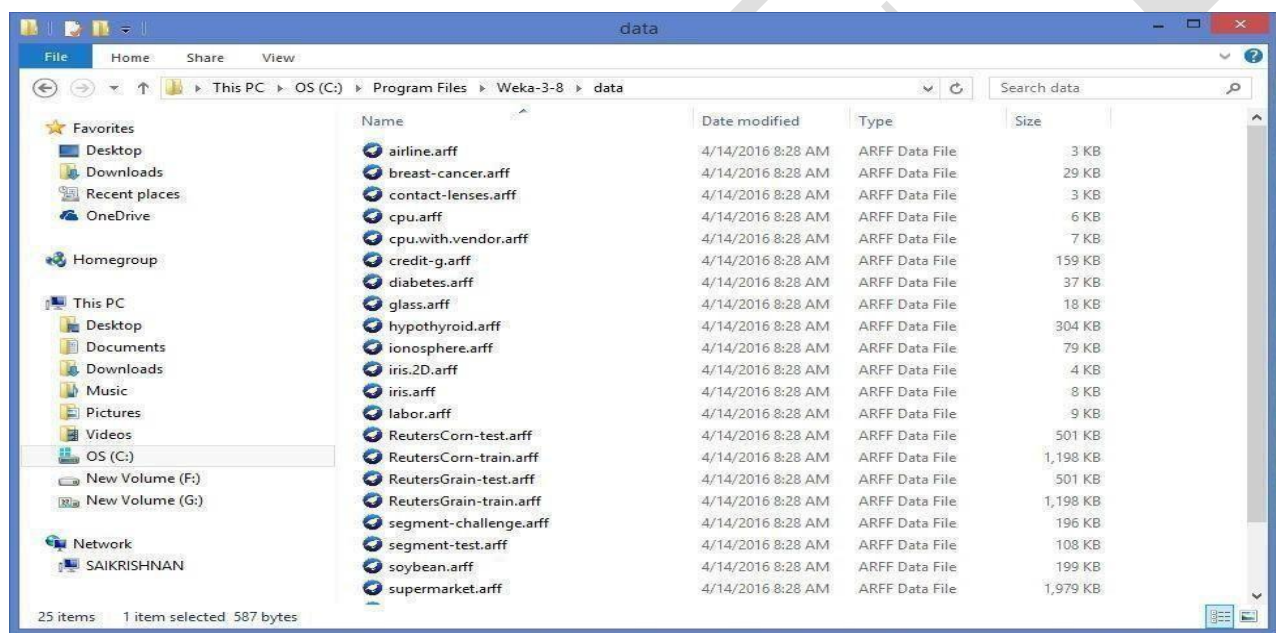 data
File Home Share View
This PC OS (C:) Program Files Weka-3-8 data
Search data
Favorites
Desktop
Downloads
Recent places
OneDrive
Homegroup
This PC
Desktop
Documents
Downloads
Music
Pictures
Videos
OS (C:)
New Volume (F:)
New Volume (G:)
Network
SAIKRISHNAN
Name Date modified Type Size
airline.arff 4/14/2016 8:28 AM ARFF Data File 3 KB
breast-cancer.arff 4/14/2016 8:28 AM ARFF Data File 29 KB
contact-lenses.arff 4/14/2016 8:28 AM ARFF Data File 3 KB
cpu.arff 4/14/2016 8:28 AM ARFF Data File 6 KB
cpu.with.vendor.arff 4/14/2016 8:28 AM ARFF Data File 7 KB
credit-g.arff 4/14/2016 8:28 AM ARFF Data File 159 KB
diabetes.arff 4/14/2016 8:28 AM ARFF Data File 37 KB
glass.arff 4/14/2016 8:28 AM ARFF Data File 18 KB
hypothyroid.arff 4/14/2016 8:28 AM ARFF Data File 304 KB
ionosphere.arff 4/14/2016 8:28 AM ARFF Data File 79 KB
iris.2D.arff 4/14/2016 8:28 AM ARFF Data File 4 KB
iris.arff 4/14/2016 8:28 AM ARFF Data File 8 KB
labor.arff 4/14/2016 8:28 AM ARFF Data File 9 KB
ReutersCorn-test.arff 4/14/2016 8:28 AM ARFF Data File 501 KB
ReutersCorn-train.arff 4/14/2016 8:28 AM ARFF Data File 1,198 KB
ReutersGrain-test.arff 4/14/2016 8:28 AM ARFF Data File 501 KB
ReutersGrain-train.arff 4/14/2016 8:28 AM ARFF Data File 1,198 KB
segment-challenge.arff 4/14/2016 8:28 AM ARFF Data File 196 KB
segment-test.arff 4/14/2016 8:28 AM ARFF Data File 108 KB
soybean.arff 4/14/2016 8:28 AM ARFF Data File 199 KB
supermarket.arff 4/14/2016 8:28 AM ARFF Data File 1,979 KB
25 items 1 item selected 587 bytes